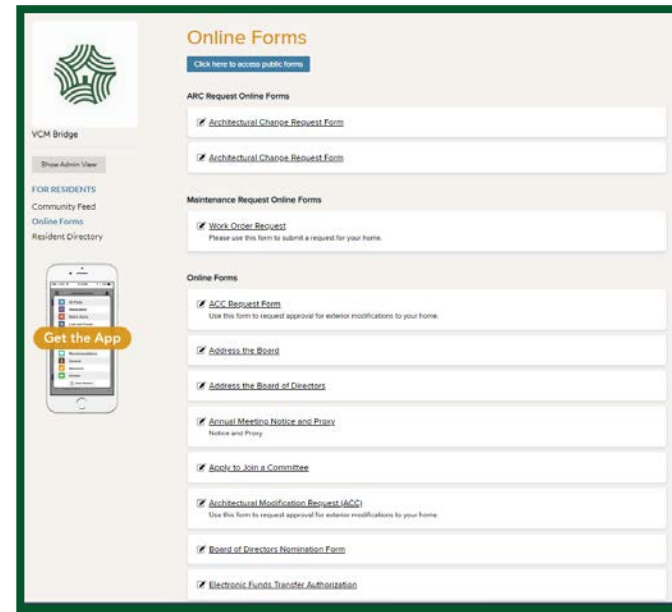 Online Forms
Click here to access public forms
ARC Request Online Forms
Architectural Change Request Form
Architectural Change Request Form
VCM Bridge
Show Admin View
FOR RESIDENTS
Community Feed
Online Forms
Resident Directory
Get the App
Maintenance Request Online Forms
Work Order Request
Please use this form to submit a request for your home.
Online Forms
ACC Request Form
Use this form to request approval for exterior modifications to your home.
Address the Board
Address the Board of Directors
Annual Meeting Notice and Proxy
Notice and Proxy
Apply to Join a Committee
Architectural Modification Request (ACC)
Use this form to request approval for exterior modifications to your home.
Board of Directors Nomination Form
Electronic Funds Transfer Authorization